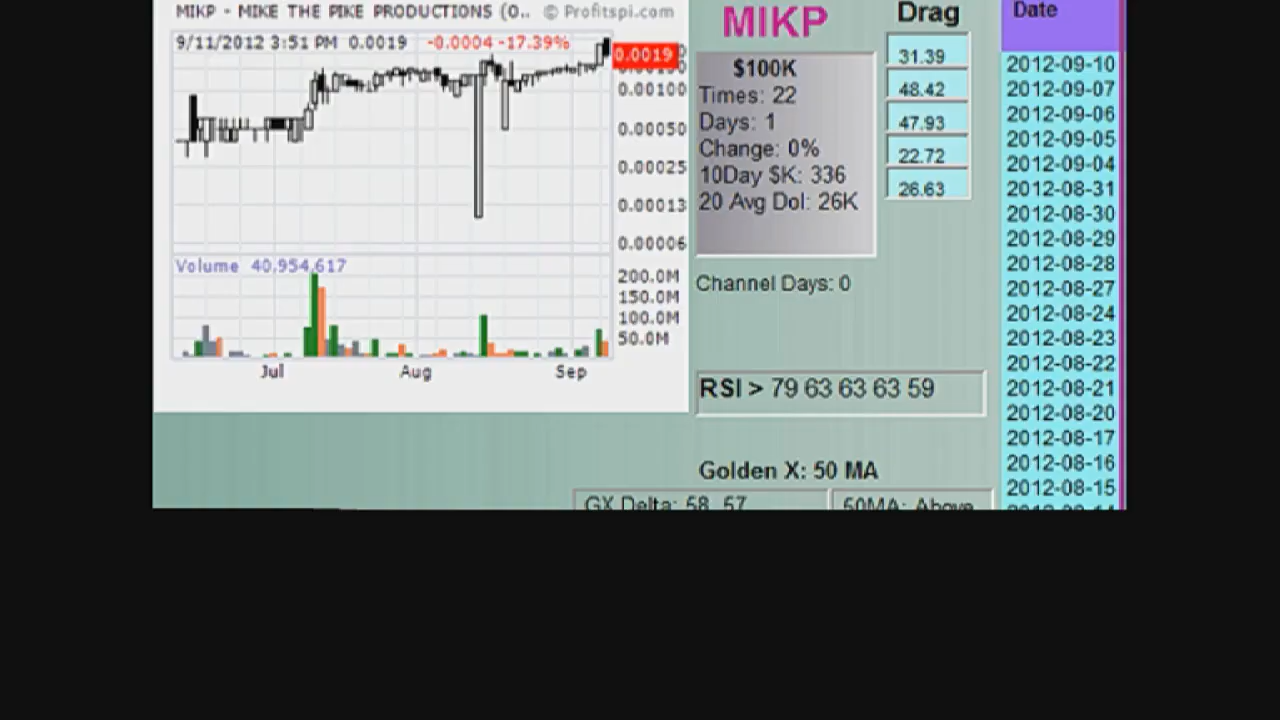 MIKP - MIKE THE PIKE PRODUCTIONS (O.. © Profitspi.com
9/11/2012 3:51 PM 0.0019 -0.0004 -17.39%
0.0019
0.00100
0.00050
0.00025
0.00013
0.00006
Volume 40,954,617
200.0M
150.0M
100.0M
50.0M
Jul Aug Sep
MIKP
$100K
Times: 22
Days: 1
Change: 0%
10Day $K: 336
20 Avg Dol: 26K
Channel Days: 0
RSI > 79 63 63 63 59
Golden X: 50 MA
GX Delta: 58 57
50MA: Above
Drag
31.39
48.42
47.93
22.72
26.63
Date
2012-09-10
2012-09-07
2012-09-06
2012-09-05
2012-09-04
2012-08-31
2012-08-30
2012-08-29
2012-08-28
2012-08-27
2012-08-24
2012-08-23
2012-08-22
2012-08-21
2012-08-20
2012-08-17
2012-08-16
2012-08-15